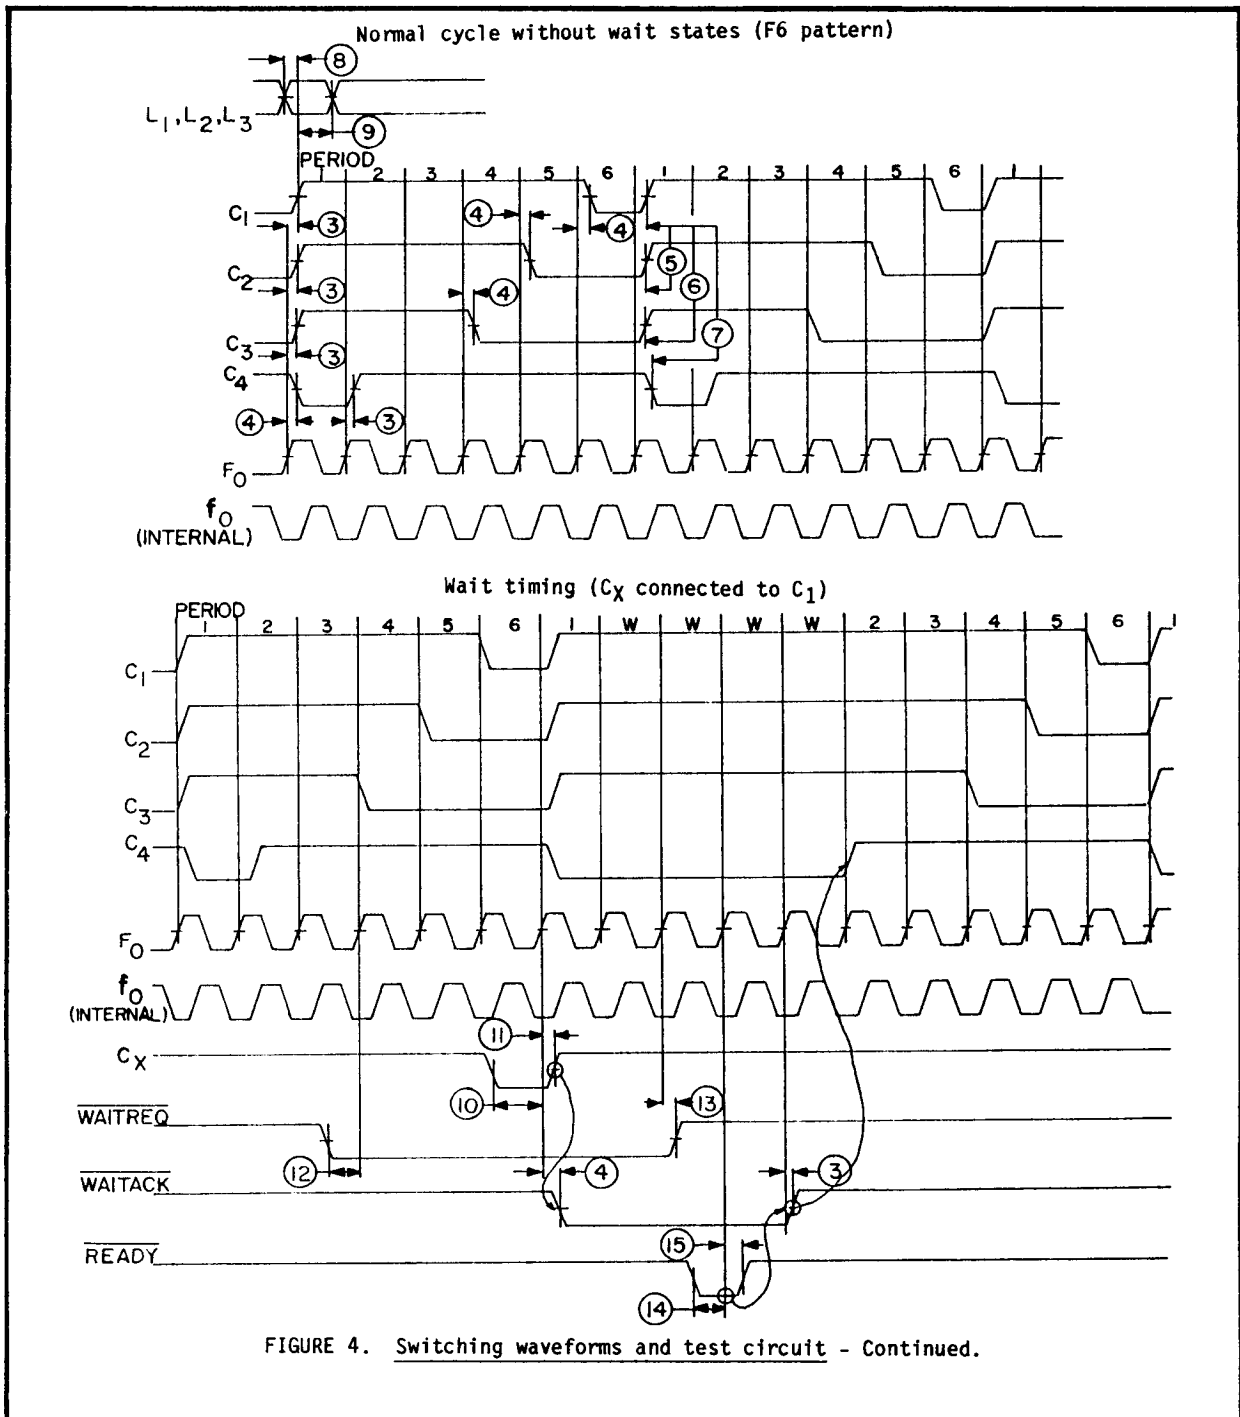 Normal cycle without wait states (F6 pattern)
8
L1, L2, L3
9
PERIOD
1 2 3 4 5 6 1 2 3 4 5 6 1
C1
3 4 4
5
C2
3 4
6
C3
3
7
C4
4 3
F0
f0
(INTERNAL)
Wait timing (CX connected to C1)
PERIOD
1 2 3 4 5 6 1 W W W W 2 3 4 5 6 1
C1
C2
C3
C4
F0
f0
(INTERNAL)
11
CX
10 13
WAITREQ
12 4 3
WAITACK
15
READY
14
FIGURE 4. Switching waveforms and test circuit - Continued.